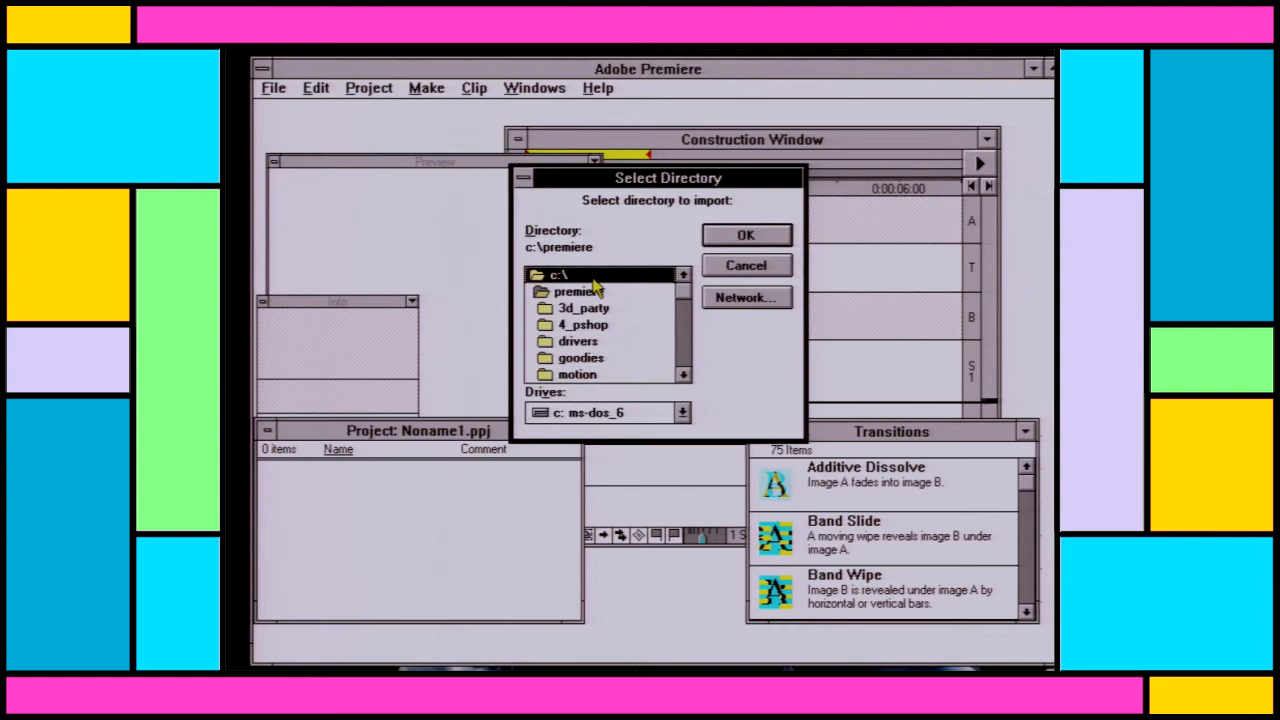 Adobe Premiere
File Edit Project Make Clip Windows Help
Construction Window
Preview
Select Directory
Select directory to import:
0:00:06:00
Directory:
c:\premiere
OK
Cancel
Network...
c:\
3d_party
4_pshop
drivers
goodies
motion
Drives:
c: ms-dos_6
A
T
B
S
1
Info
Project: Noname1.ppj
0 items Name Comment
Transitions
75 Items
Additive Dissolve
Image A fades into image B.
Band Slide
A moving wipe reveals image B under
image A.
Band Wipe
Image B is revealed under image A by
horizontal or vertical bars.